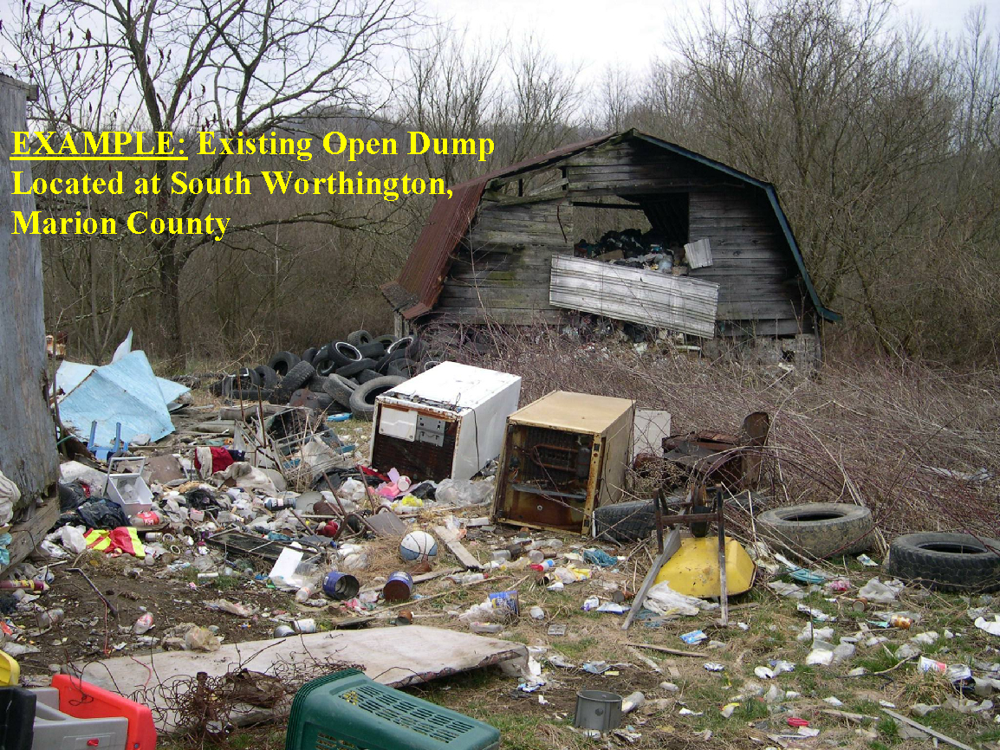 EXAMPLE: Existing Open Dump
Located at South Worthington,
Marion County